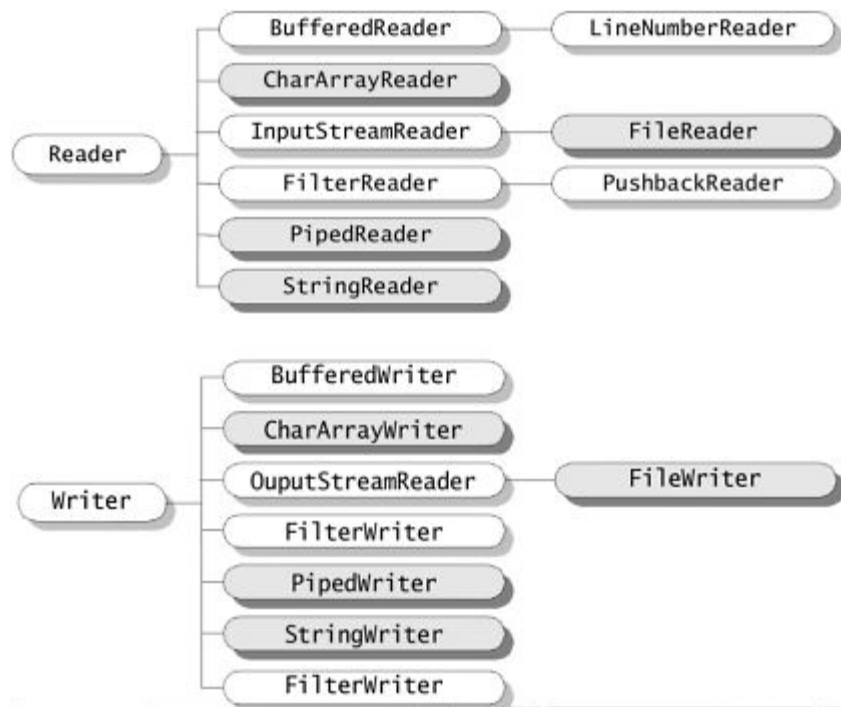 BufferedReader LineNumberReader
CharArrayReader
InputStreamReader FileReader
Reader
FilterReader PushbackReader
PipedReader
StringReader
BufferedWriter
CharArrayWriter
OuputStreamReader FileWriter
Writer
FilterWriter
PipedWriter
StringWriter
FilterWriter